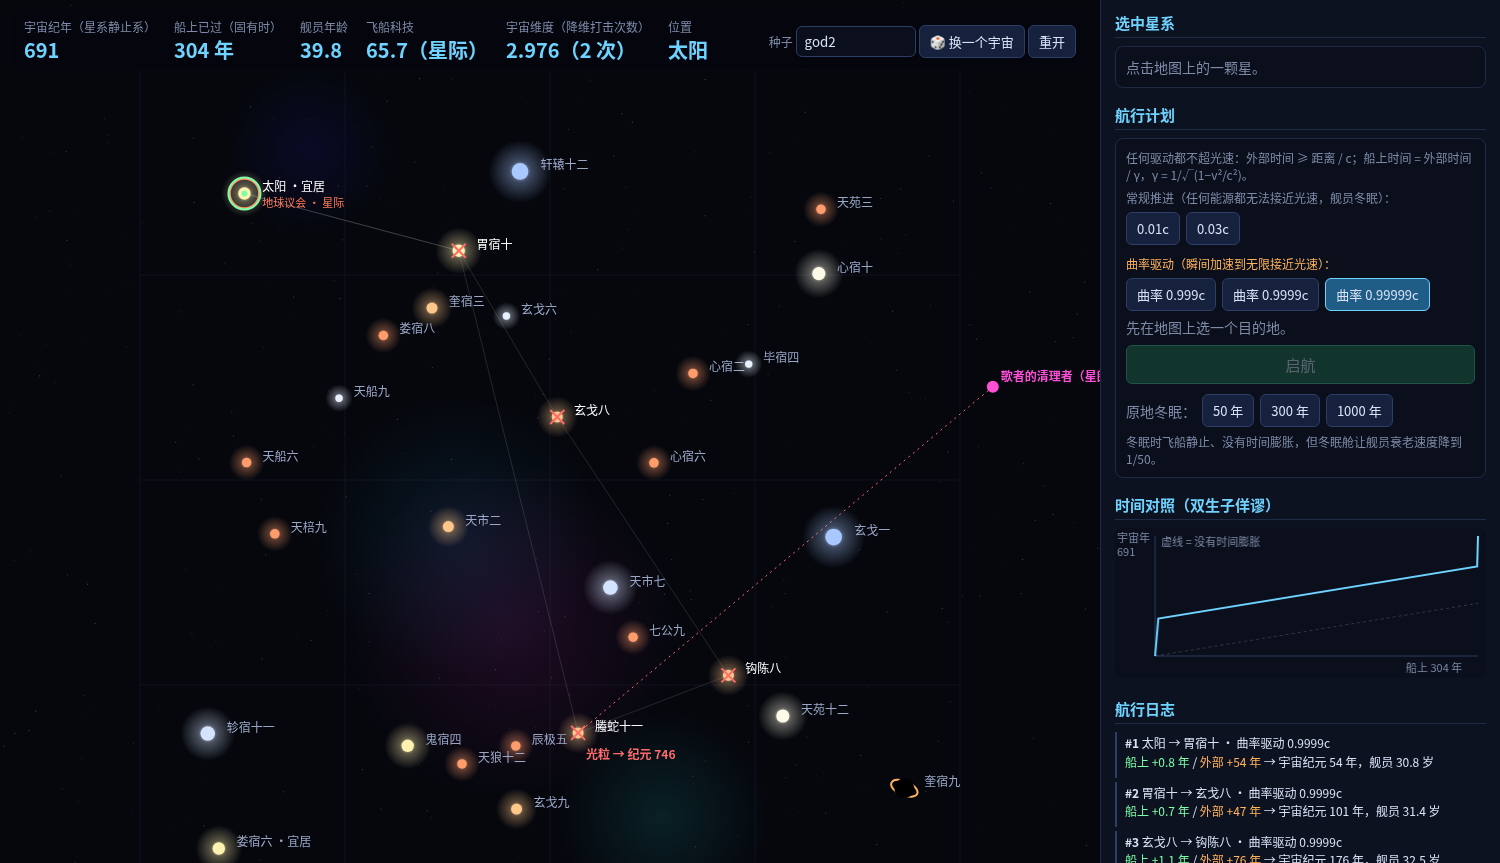 宇宙纪年（星系静止系）
691
船上已过（固有时）
304 年
舰员年龄
39.8
飞船科技
65.7（星际）
宇宙维度（降维打击次数）
2.976（2 次）
位置
太阳
种子
god2
🎲 换一个宇宙
重开
轩辕十二
太阳 · 宜居
地球议会 · 星际
天苑三
胃宿十
心宿十
奎宿三
玄戈六
娄宿八
毕宿四
心宿二
歌者的清理者（星
天船九
玄戈八
天船六
心宿六
天市二
天棓九
玄戈一
天市七
七公九
钩陈八
天苑十二
螣蛇十一
轸宿十一
鬼宿四
辰极五
天狼十二
光粒 → 纪元 746
奎宿九
玄戈九
娄宿六 · 宜居
选中星系
点击地图上的一颗星。
航行计划
任何驱动都不超光速：外部时间 ⩾ 距离 / c；船上时间 = 外部时间
/ γ，γ = 1/√(1−v²/c²)。
常规推进（任何能源都无法接近光速，舰员冬眠）：
0.01c
0.03c
曲率驱动（瞬间加速到无限接近光速）：
曲率 0.999c
曲率 0.9999c
曲率 0.99999c
先在地图上选一个目的地。
启航
原地冬眠：
50 年
300 年
1000 年
冬眠时飞船静止、没有时间膨胀，但冬眠舱让舰员衰老速度降到
1/50。
时间对照（双生子佯谬）
宇宙年
691
虚线 = 没有时间膨胀
船上 304 年
航行日志
#1 太阳 → 胃宿十 · 曲率驱动 0.9999c
船上 +0.8 年 / 外部 +54 年 → 宇宙纪元 54 年，舰员 30.8 岁
#2 胃宿十 → 玄戈八 · 曲率驱动 0.9999c
船上 +0.7 年 / 外部 +47 年 → 宇宙纪元 101 年，舰员 31.4 岁
#3 玄戈八 → 钩陈八 · 曲率驱动 0.9999c
船上 +1.1 年 / 外部 +76 年 → 宇宙纪元 176 年，舰员 32.5 岁